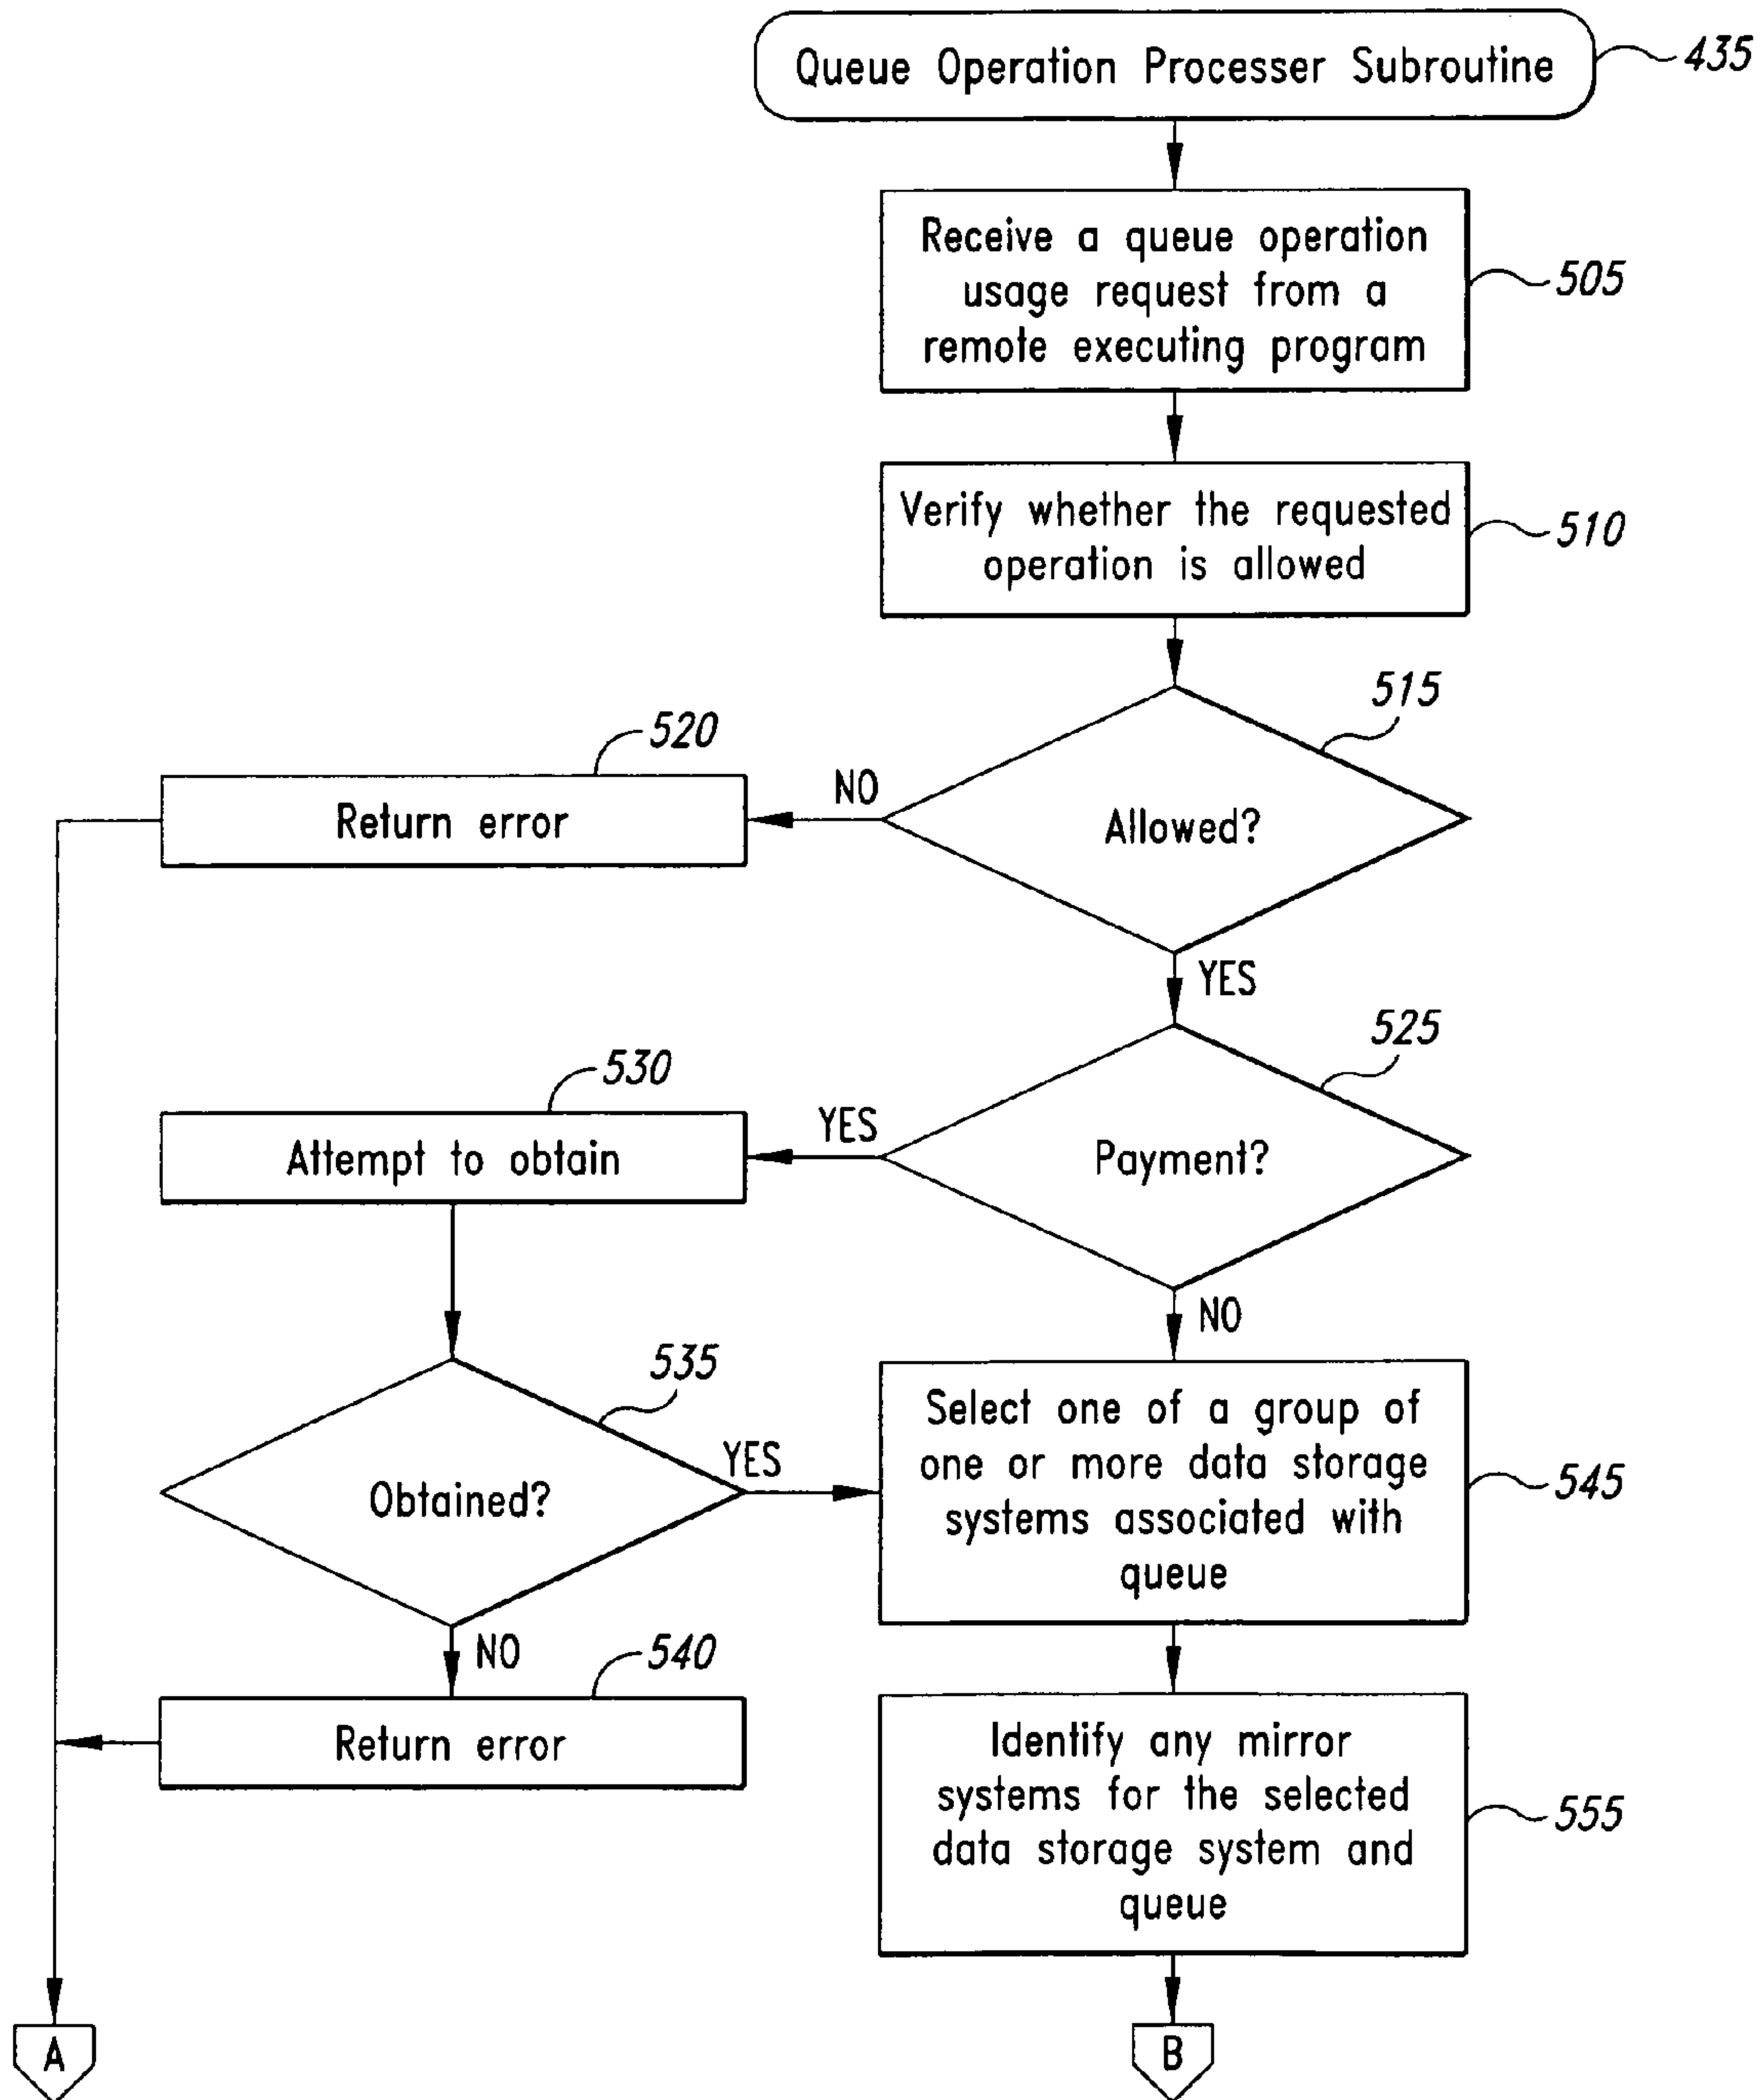 Queue Operation Processer Subroutine
435
Receive a queue operation
usage request from a
remote executing program
505
Verify whether the requested
operation is allowed
510
515
Allowed?
NO
520
Return error
YES
525
Payment?
YES
530
Attempt to obtain
NO
535
Obtained?
YES
Select one of a group of
one or more data storage
systems associated with
queue
545
NO
540
Return error
Identify any mirror
systems for the selected
data storage system and
queue
555
A
B